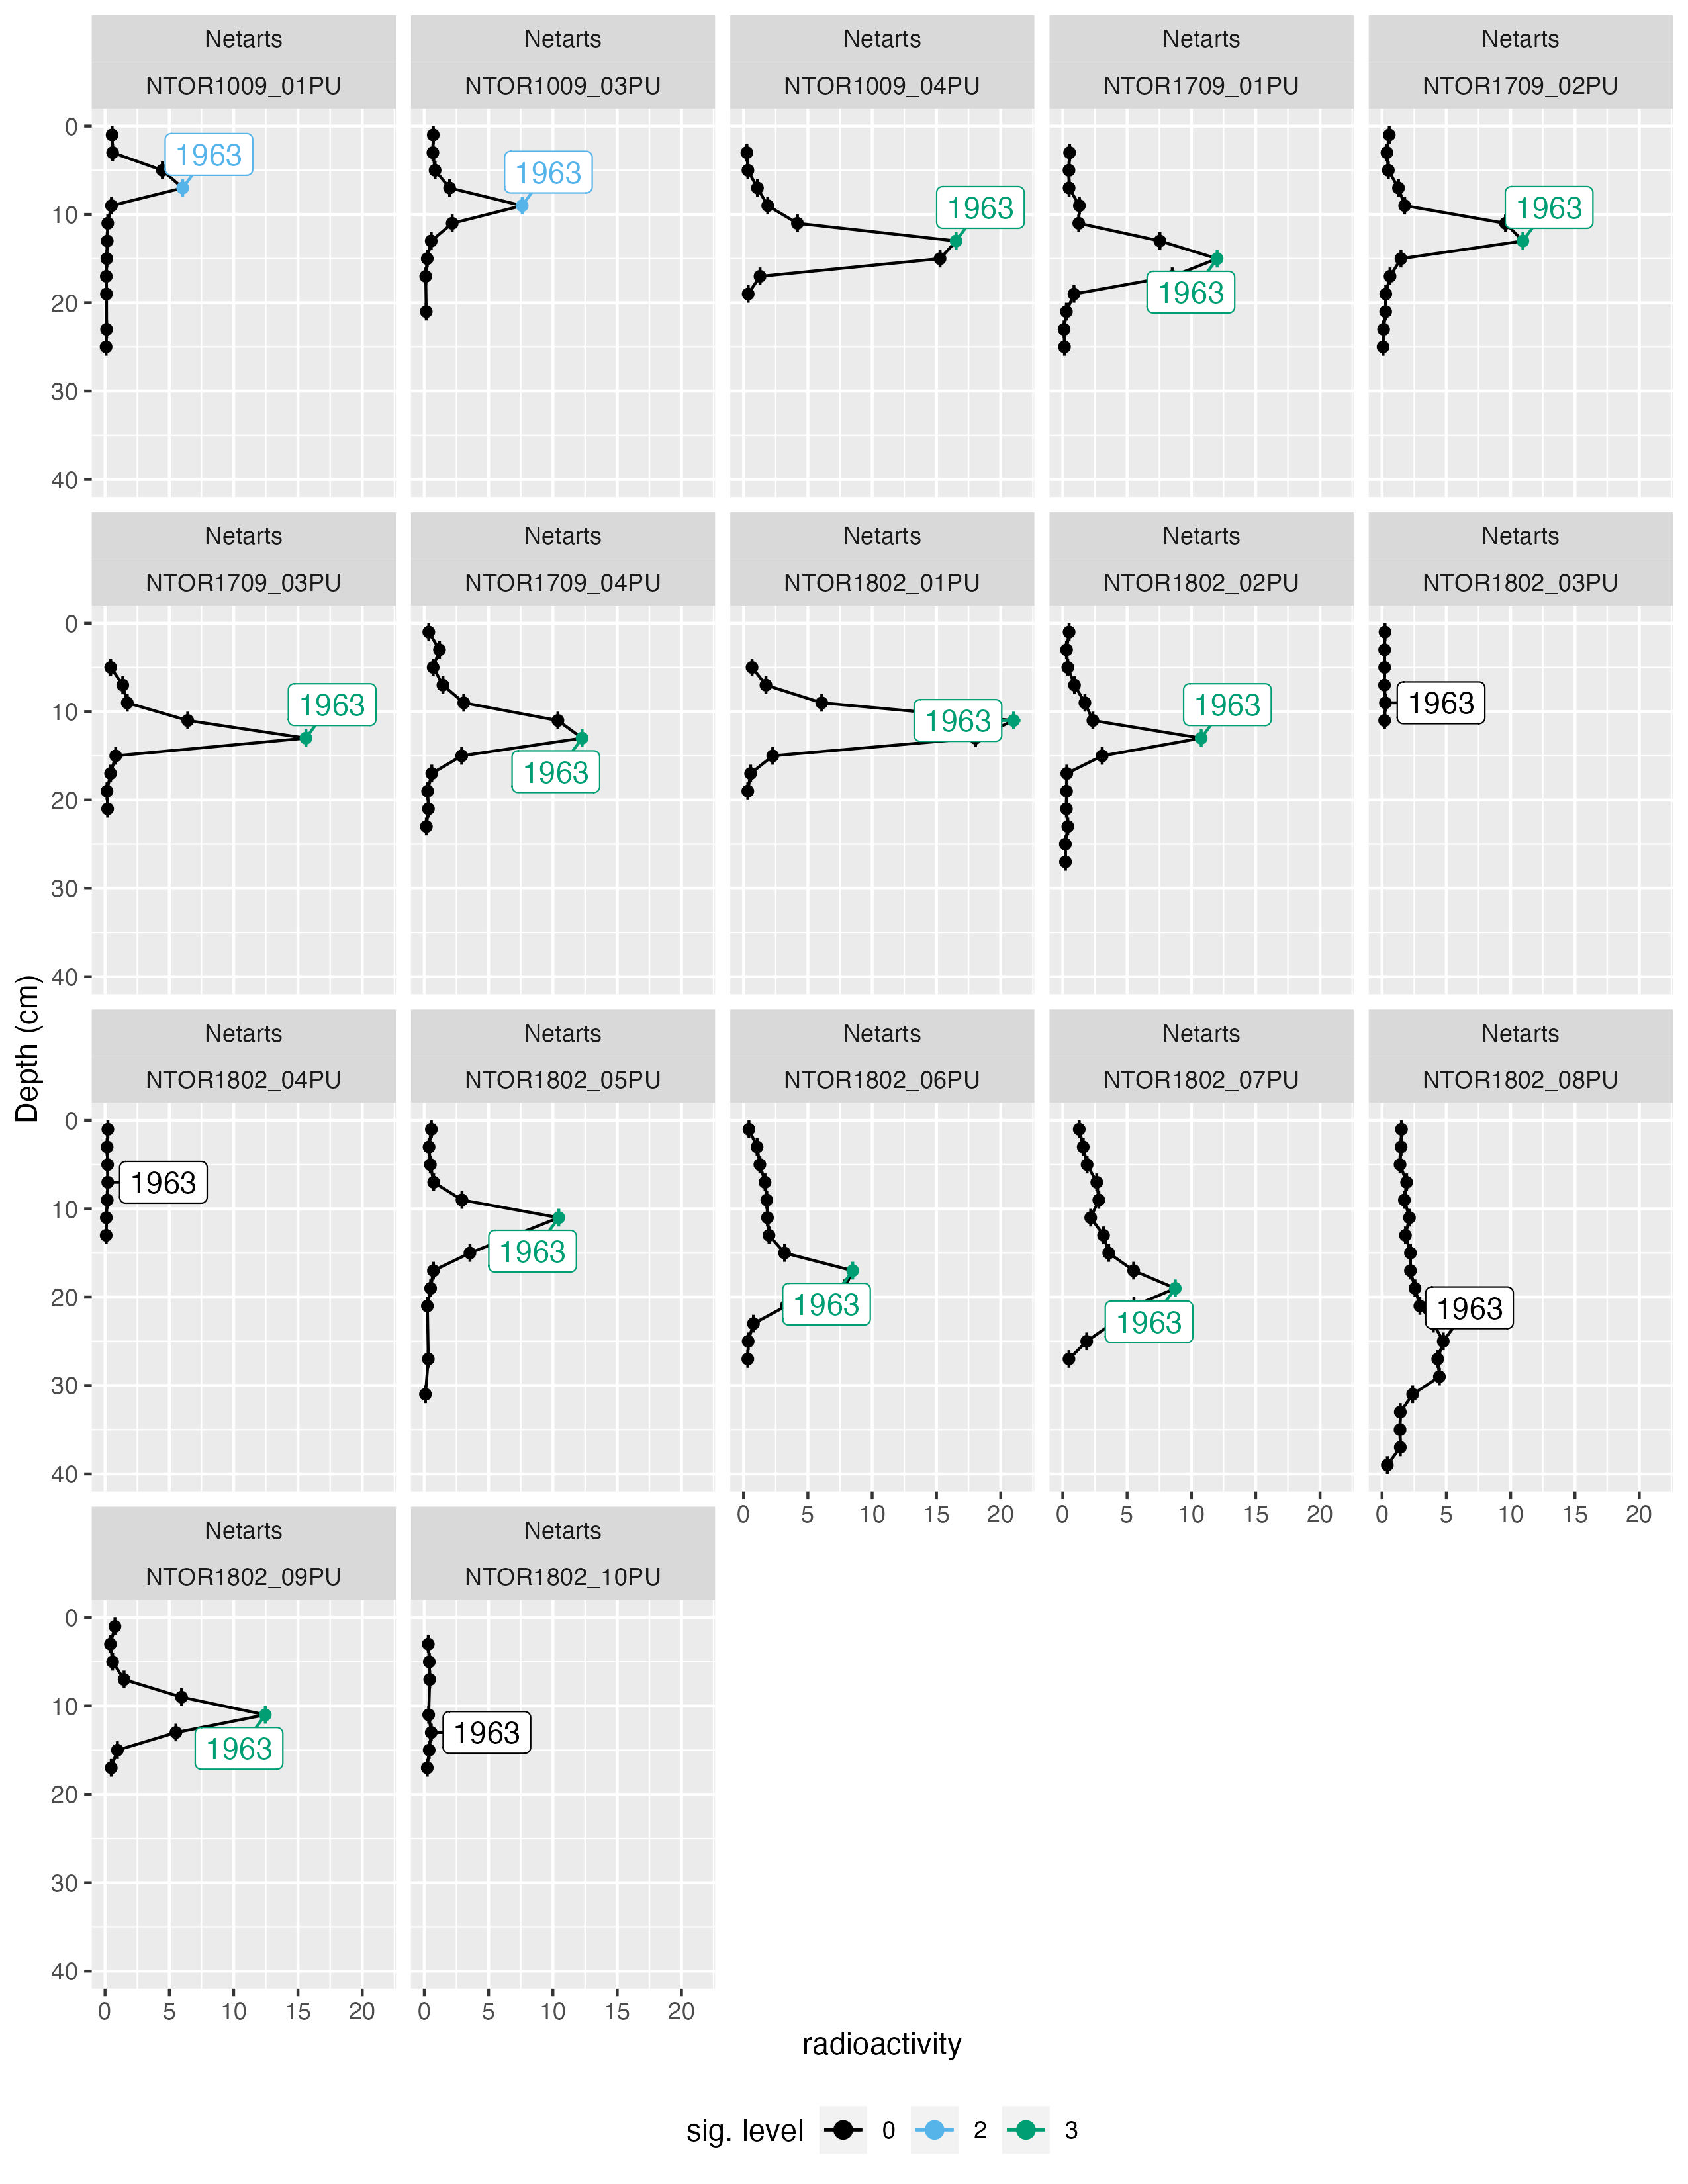 Netarts Netarts Netarts Netarts Netarts
NTOR1009_01PU NTOR1009_03PU NTOR1009_04PU NTOR1709_01PU NTOR1709_02PU
0
1963
1963
1963 1963 1963
10
1963
20
30
40
Netarts Netarts Netarts Netarts Netarts
NTOR1709_03PU NTOR1709_04PU NTOR1802_01PU NTOR1802_02PU NTOR1802_03PU
0
1963 1963 1963
10
1963
1963
20
30
40
Depth (cm)
Netarts Netarts Netarts Netarts Netarts
NTOR1802_04PU NTOR1802_05PU NTOR1802_06PU NTOR1802_07PU NTOR1802_08PU
0
1963
10
1963
20
1963 1963
1963
30
40
0 5 10 15 20 0 5 10 15 20 0 5 10 15 20
Netarts Netarts
NTOR1802_09PU NTOR1802_10PU
0
10
1963
1963
20
30
40
0 5 10 15 20 0 5 10 15 20
radioactivity
sig. level 0 2 3